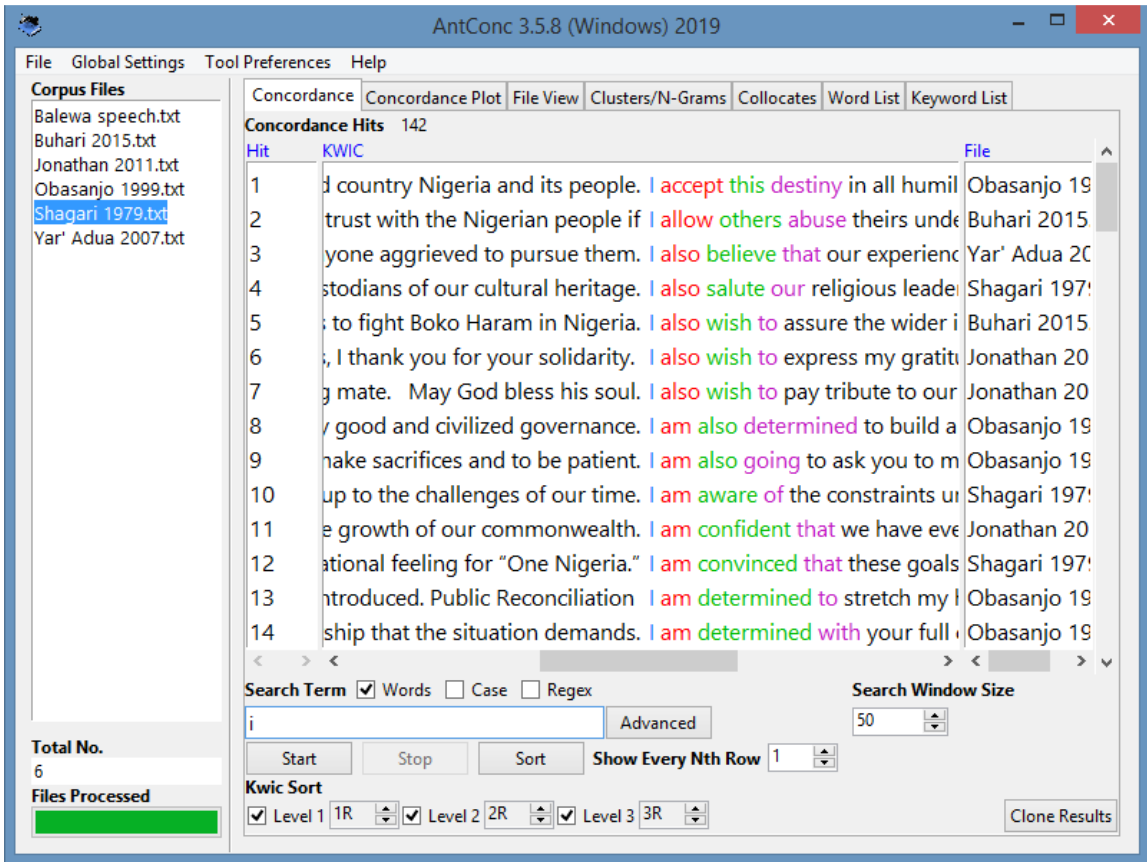 AntConc 3.5.8 (Windows) 2019
File Global Settings Tool Preferences Help
Corpus Files
Balewa speech.txt
Buhari 2015.txt
Jonathan 2011.txt
Obasanjo 1999.txt
Shagari 1979.txt
Yar' Adua 2007.txt
Total No.
6
Files Processed
Concordance Concordance Plot File View Clusters/N-Grams Collocates Word List Keyword List
Concordance Hits 142
Hit KWIC File
1 d country Nigeria and its people. I accept this destiny in all humil Obasanjo 19
2 trust with the Nigerian people if I allow others abuse theirs unde Buhari 2015
3 yone aggrieved to pursue them. I also believe that our experienc Yar' Adua 20
4 stodians of our cultural heritage. I also salute our religious leade Shagari 197
5 s to fight Boko Haram in Nigeria. I also wish to assure the wider i Buhari 2015
6 s, I thank you for your solidarity. I also wish to express my gratit Jonathan 20
7 g mate. May God bless his soul. I also wish to pay tribute to our Jonathan 20
8 y good and civilized governance. I am also determined to build a Obasanjo 19
9 make sacrifices and to be patient. I am also going to ask you to m Obasanjo 19
10 up to the challenges of our time. I am aware of the constraints u Shagari 197
11 e growth of our commonwealth. I am confident that we have eve Jonathan 20
12 ational feeling for “One Nigeria.” I am convinced that these goals Shagari 197
13 ntroduced. Public Reconciliation I am determined to stretch my Obasanjo 19
14 ship that the situation demands. I am determined with your full Obasanjo 19
Search Term Words Case Regex Search Window Size
i Advanced 50
Start Stop Sort Show Every Nth Row 1
Kwic Sort
Level 1 1R Level 2 2R Level 3 3R Clone Results